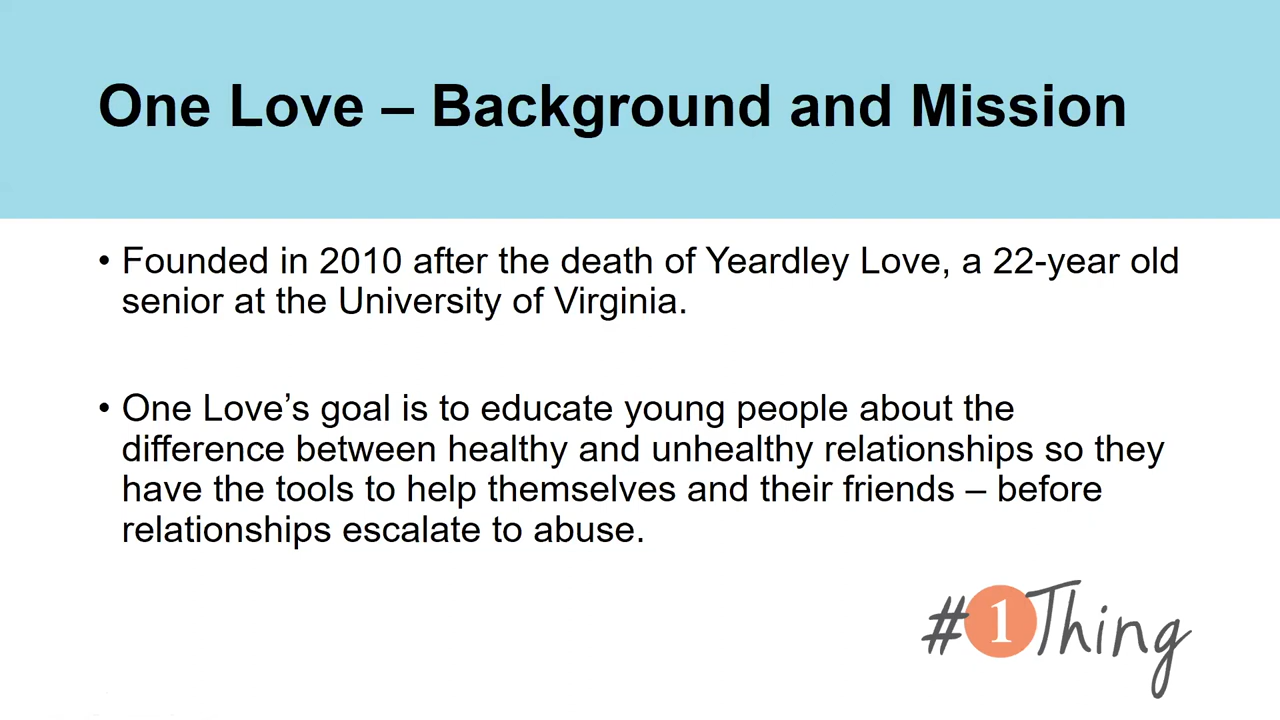 One Love – Background and Mission
• Founded in 2010 after the death of Yeardley Love, a 22-year old
senior at the University of Virginia.
• One Love’s goal is to educate young people about the
difference between healthy and unhealthy relationships so they
have the tools to help themselves and their friends – before
relationships escalate to abuse.
#1Thing